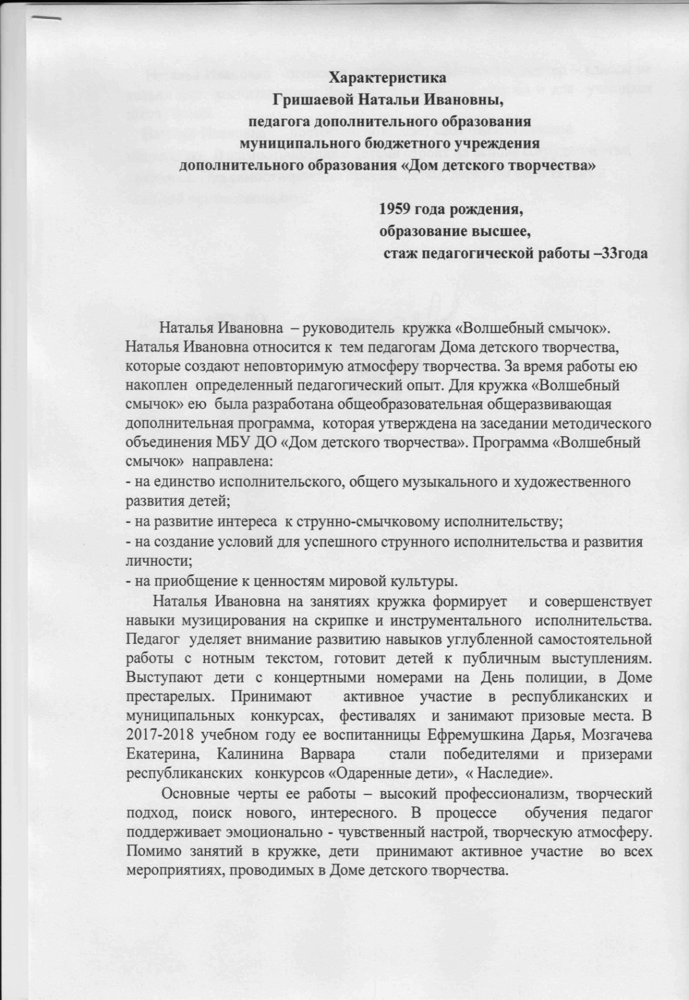 Характеристика
Гришаевой Натальи Ивановны,
педагога дополнительного образования
муниципального бюджетного учреждения
дополнительного образования «Дом детского творчества»
1959 года рождения,
образование высшее,
стаж педагогической работы –33года
Наталья Ивановна – руководитель кружка «Волшебный смычок».
Наталья Ивановна относится к тем педагогам Дома детского творчества,
которые создают неповторимую атмосферу творчества. За время работы ею
накоплен определенный педагогический опыт. Для кружка «Волшебный
смычок» ею была разработана общеобразовательная общеразвивающая
дополнительная программа, которая утверждена на заседании методического
объединения МБУ ДО «Дом детского творчества». Программа «Волшебный
смычок» направлена:
- на единство исполнительского, общего музыкального и художественного
развития детей;
- на развитие интереса к струнно-смычковому исполнительству;
- на создание условий для успешного струнного исполнительства и развития
личности;
- на приобщение к ценностям мировой культуры.
Наталья Ивановна на занятиях кружка формирует и совершенствует
навыки музицирования на скрипке и инструментального исполнительства.
Педагог уделяет внимание развитию навыков углубленной самостоятельной
работы с нотным текстом, готовит детей к публичным выступлениям.
Выступают дети с концертными номерами на День полиции, в Доме
престарелых. Принимают активное участие в республиканских и
муниципальных конкурсах, фестивалях и занимают призовые места. В
2017-2018 учебном году ее воспитанницы Ефремушкина Дарья, Мозгачева
Екатерина, Калинина Варвара стали победителями и призерами
республиканских конкурсов «Одаренные дети», « Наследие».
Основные черты ее работы – высокий профессионализм, творческий
подход, поиск нового, интересного. В процессе обучения педагог
поддерживает эмоционально - чувственный настрой, творческую атмосферу.
Помимо занятий в кружке, дети принимают активное участие во всех
мероприятиях, проводимых в Доме детского творчества.